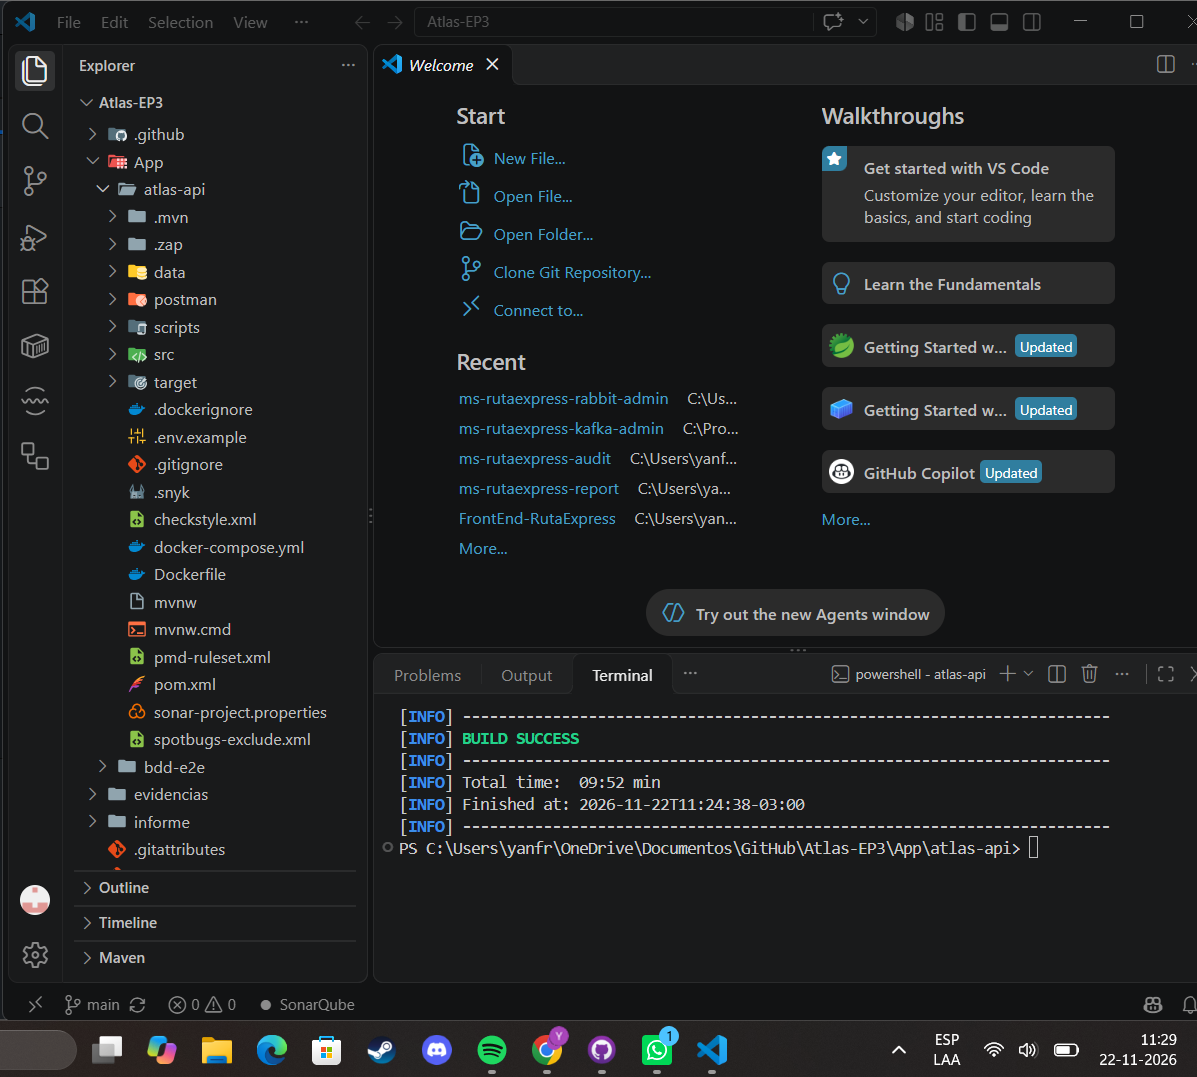 File Edit Selection View ··· Atlas-EP3
Explorer ···
Atlas-EP3
.github
App
atlas-api
.mvn
.zap
data
postman
scripts
src
target
.dockerignore
.env.example
.gitignore
.snyk
checkstyle.xml
docker-compose.yml
Dockerfile
mvnw
mvnw.cmd
pmd-ruleset.xml
pom.xml
sonar-project.properties
spotbugs-exclude.xml
bdd-e2e
evidencias
informe
.gitattributes
Outline
Timeline
Maven
Welcome
Start
New File...
Open File...
Open Folder...
Clone Git Repository...
Connect to...
Recent
ms-rutaexpress-rabbit-admin C:\Us...
ms-rutaexpress-kafka-admin C:\Pro...
ms-rutaexpress-audit C:\Users\yanf...
ms-rutaexpress-report C:\Users\ya...
FrontEnd-RutaExpress C:\Users\yan...
More...
Walkthroughs
Get started with VS Code
Customize your editor, learn the
basics, and start coding
Learn the Fundamentals
Getting Started w... Updated
Getting Started w... Updated
GitHub Copilot Updated
More...
Try out the new Agents window
Problems Output Terminal ··· powershell - atlas-api ···
[INFO] ------------------------------------------------------------------------
[INFO] BUILD SUCCESS
[INFO] ------------------------------------------------------------------------
[INFO] Total time:  09:52 min
[INFO] Finished at: 2026-11-22T11:24:38-03:00
[INFO] ------------------------------------------------------------------------
PS C:\Users\yanfr\OneDrive\Documentos\GitHub\Atlas-EP3\App\atlas-api>
main 0 0 SonarQube
Y
1
ESP
LAA
11:29
22-11-2026